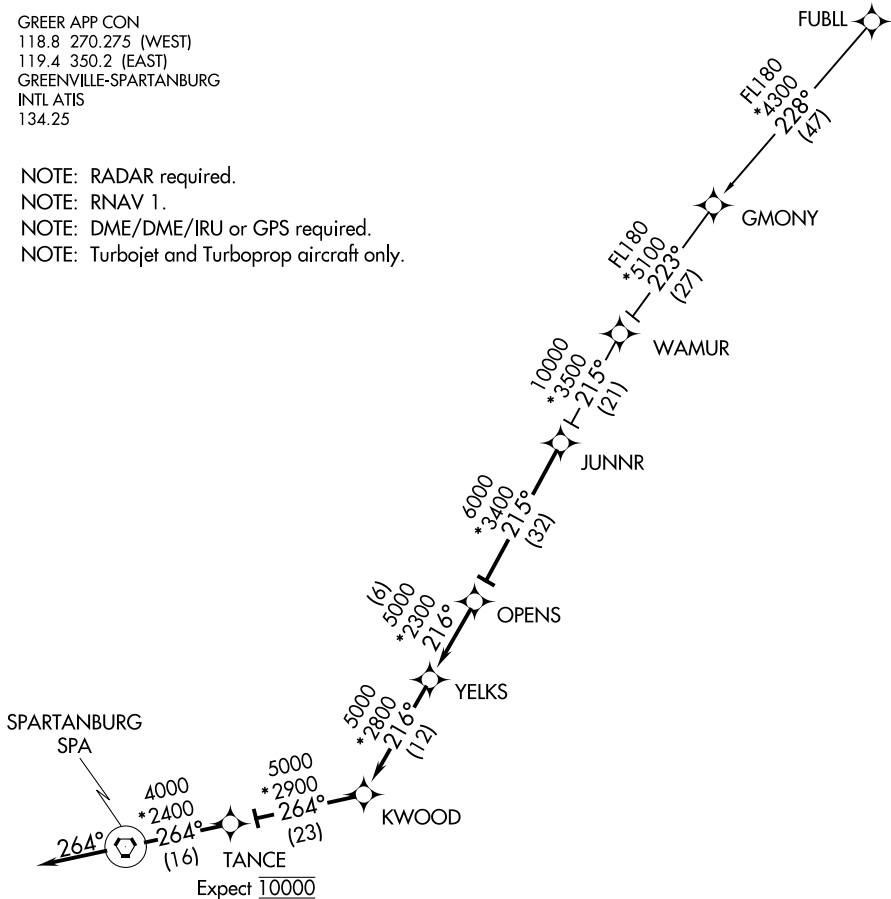 GREER APP CON
118.8 270.275 (WEST)
119.4 350.2 (EAST)
GREENVILLE-SPARTANBURG
INTL ATIS
134.25
NOTE: RADAR required.
NOTE: RNAV 1.
NOTE: DME/DME/IRU or GPS required.
NOTE: Turbojet and Turboprop aircraft only.
FUBLL
FL180
*4300
228°
(47)
GMONY
FL180
*5100
223°
(27)
WAMUR
10000
*3500
215°
(21)
JUNNR
6000
*3400
215°
(32)
OPENS
(6)
5000
*2300
216°
YELKS
5000
*2800
216°
(12)
KWOOD
5000
*2900
264°
(23)
TANCE
Expect 10000
4000
*2400
264°
(16)
SPARTANBURG
SPA
264°